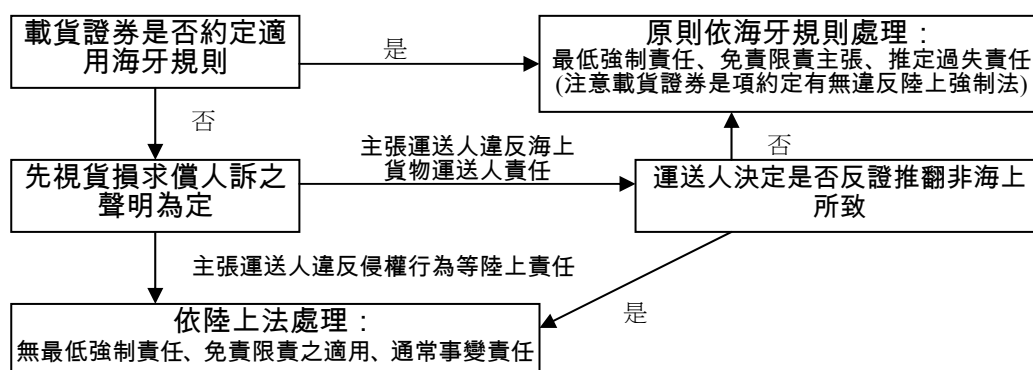 載貨證券是否約定適
用海牙規則
是
原則依海牙規則處理：
最低強制責任、免責限責主張、推定過失責任
(注意載貨證券是項約定有無違反陸上強制法)
否
先視貨損求償人訴之
聲明為定
主張運送人違反海上
貨物運送人責任
否
運送人決定是否反證推翻非海上
所致
主張運送人違反侵權行為等陸上責任
是
依陸上法處理：
無最低強制責任、免責限責之適用、通常事變責任